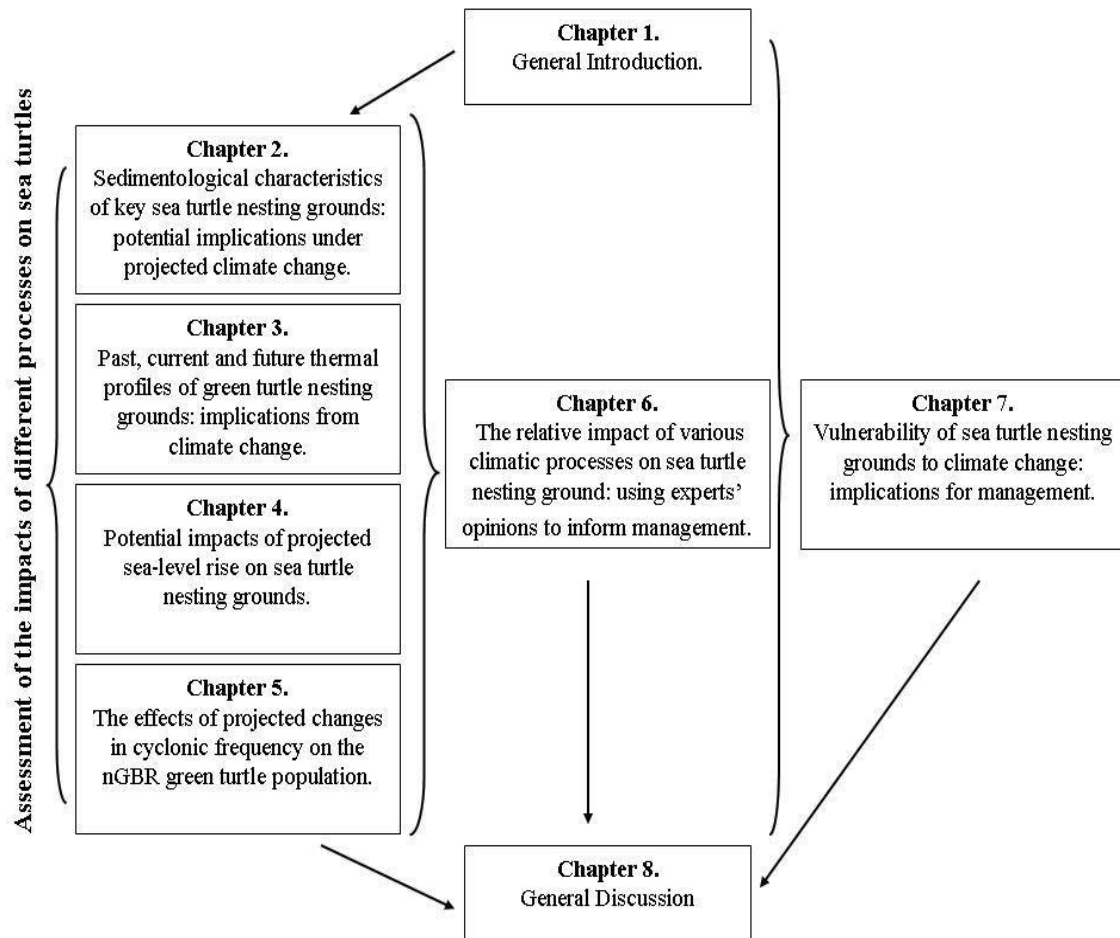 Assessment of the impacts of different processes on sea turtles
Chapter 1.
General Introduction.
Chapter 2.
Sedimentological characteristics
of key sea turtle nesting grounds:
potential implications under
projected climate change.
Chapter 3.
Past, current and future thermal
profiles of green turtle nesting
grounds: implications from
climate change.
Chapter 4.
Potential impacts of projected
sea-level rise on sea turtle
nesting grounds.
Chapter 5.
The effects of projected changes
in cyclonic frequency on the
nGBR green turtle population.
Chapter 6.
The relative impact of various
climatic processes on sea turtle
nesting ground: using experts’
opinions to inform management.
Chapter 7.
Vulnerability of sea turtle nesting
grounds to climate change:
implications for management.
Chapter 8.
General Discussion